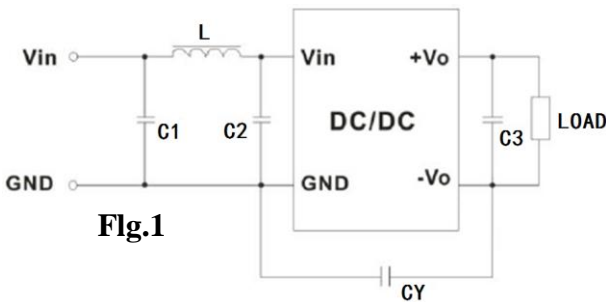 L
Vin
Vin
+Vo
C1
C2
DC/DC
C3
LOAD
GND
GND
-Vo
Flg.1
CY